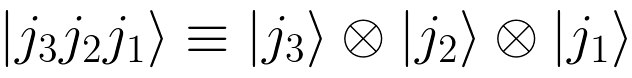 |j₃j₂j₁⟩ ≡ |j₃⟩ ⊗ |j₂⟩ ⊗ |j₁⟩